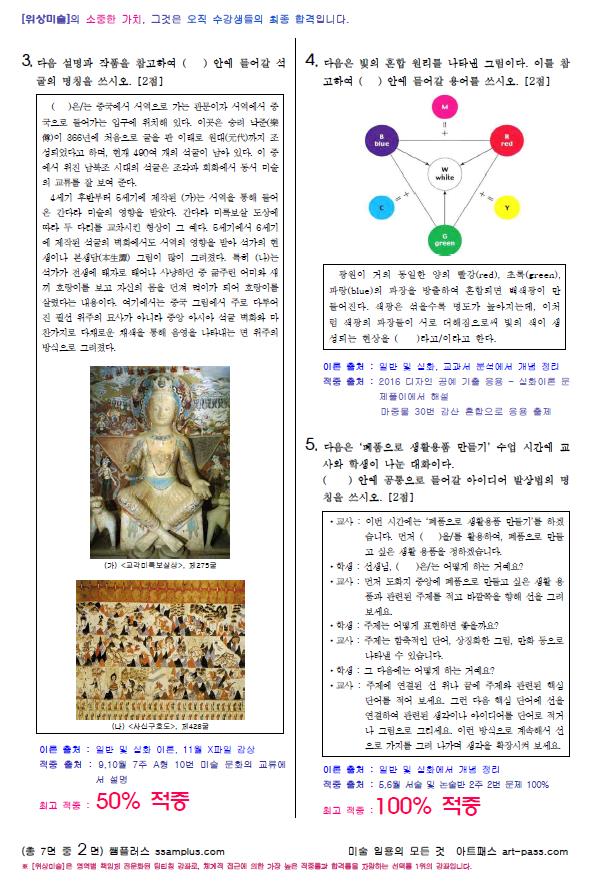 [위상미술]의 소중한 가치, 그것은 오직 수강생들의 최종 합격입니다.
3. 다음 설명과 작품을 참고하여 (    ) 안에 들어갈 석
굴의 명칭을 쓰시오. [2점]
(    )은/는 중국에서 서역으로 가는 관문이자 서역에서 중
국으로 들어가는 입구에 위치해 있다. 이곳은 승려 낙준(樂
僔)이 366년에 처음으로 굴을 판 이래로 원대(元代)까지 조
성되었다고 하며, 현재 490여 개의 석굴이 남아 있다. 이 중
에서 위진 남북조 시대의 석굴은 조각과 회화에서 동서 미술
의 교류를 잘 보여 준다.
4세기 후반부터 5세기에 제작된 (가)는 서역을 통해 들어
온 간다라 미술의 영향을 받았다. 간다라 미륵보살 도상에
따라 두 다리를 교차시킨 형상이 그 예다. 5세기에서 6세기
에 제작된 석굴의 벽화에서도 서역의 영향을 받아 석가의 현
생이나 본생담(本生譚) 그림이 많이 그려졌다. 특히 (나)는
석가가 전생에 태자로 태어나 사냥하던 중 굶주린 어미와 새
끼 호랑이를 보고 자신의 몸을 던져 먹이가 되어 호랑이를
살렸다는 내용이다. 여기에서는 중국 그림에서 주로 다루어
진 필선 위주의 묘사가 아니라 중앙 아시아 석굴 벽화와 마
찬가지로 다채로운 채색을 통해 음영을 나타내는 면 위주의
방식으로 그려졌다.
(가) <교각미륵보살상>, 제275굴
(나) <사신구호도>, 제428굴
이론 출처 : 일반 및 실화 이론, 11월 X파일 감상
적중 출처 : 9,10월 7주 A형 10번 미술 문화의 교류에
서 설명
최고 적중 : 50% 적중
4. 다음은 빛의 혼합 원리를 나타낸 그림이다. 이를 참
고하여 (    ) 안에 들어갈 용어를 쓰시오. [2점]
M
=
+
B
blue
R
red
W
white
C
+
=
+
=
Y
G
green
광원이 거의 동일한 양의 빨강(red), 초록(green),
파랑(blue)의 파장을 방출하여 혼합되면 백색광이 만
들어진다. 색광은 섞을수록 명도가 높아지는데, 이처
럼 색광의 파장들이 서로 더해짐으로써 빛의 색이 생
성되는 현상을 (    )라고/이라고 한다.
이론 출처 : 일반 및 실화, 교과서 분석에서 개념 정리
적중 출처 : 2016 디자인 공예 기출 응용 - 실화이론 문
제풀이에서 해설
마중물 30번 감산 혼합으로 응용 출제
5. 다음은 '폐품으로 생활용품 만들기' 수업 시간에 교
사와 학생이 나눈 대화이다.
(    ) 안에 공통으로 들어갈 아이디어 발상법의 명
칭을 쓰시오. [2점]
• 교사 : 이번 시간에는 '폐품으로 생활용품 만들기'를 하겠
습니다. 먼저 (    )을/를 활용하여, 폐품으로 만들
고 싶은 생활 용품을 정하겠습니다.
• 학생 : 선생님, (    )은/는 어떻게 하는 거예요?
• 교사 : 먼저 도화지 중앙에 폐품으로 만들고 싶은 생활 용
품과 관련된 주제를 적고 바깥쪽을 향해 선을 그려
보세요.
• 학생 : 주제는 어떻게 표현하면 좋을까요?
• 교사 : 주제는 함축적인 단어, 상징화한 그림, 만화 등으로
나타낼 수 있습니다.
• 학생 : 그 다음에는 어떻게 하는 거예요?
• 교사 : 주제에 연결된 선 위나 끝에 주제와 관련된 핵심
단어를 적어 보세요. 그런 다음 핵심 단어에 선을
연결하여 관련된 생각이나 아이디어를 단어로 적거
나 그림으로 그리세요. 이런 방식으로 계속해서 선
으로 가지를 그려 나가며 생각을 확장시켜 보세요.
이론 출처 : 일반 및 실화에서 개념 정리
적중 출처 : 5,6월 서술 및 논술반 2주 2번 문제 100%
최고 적중 : 100% 적중
(총 7면 중 2면) 쌤플러스 ssamplus.com
미술 임용의 모든 것  아트패스 art-pass.com
※ [위상미술]은 영역별 책임제 전문화된 팀티칭 강좌로, 체계적 접근에 의한 가장 높은 적중률과 합격률을 자랑하는 선택률 1위의 강좌입니다.